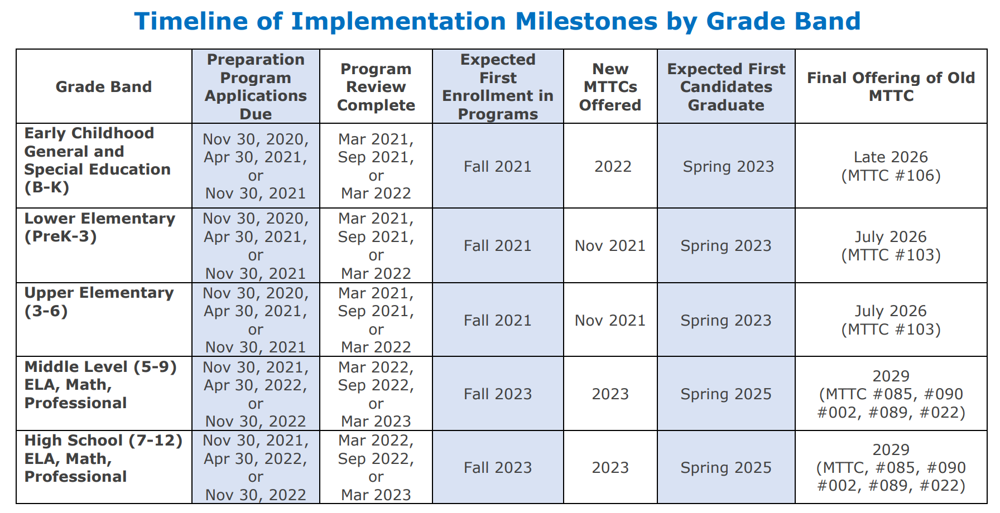 Timeline of Implementation Milestones by Grade Band
Grade Band
Preparation
Program
Applications
Due
Program
Review
Complete
Expected
First
Enrollment in
Programs
New
MTTCs
Offered
Expected First
Candidates
Graduate
Final Offering of Old
MTTC
Early Childhood
General and
Special Education
(B-K)
Nov 30, 2020,
Apr 30, 2021,
or
Nov 30, 2021
Mar 2021,
Sep 2021,
or
Mar 2022
Fall 2021
2022
Spring 2023
Late 2026
(MTTC #106)
Lower Elementary
(PreK-3)
Nov 30, 2020,
Apr 30, 2021,
or
Nov 30, 2021
Mar 2021,
Sep 2021,
or
Mar 2022
Fall 2021
Nov 2021
Spring 2023
July 2026
(MTTC #103)
Upper Elementary
(3-6)
Nov 30, 2020,
Apr 30, 2021,
or
Nov 30, 2021
Mar 2021,
Sep 2021,
or
Mar 2022
Fall 2021
Nov 2021
Spring 2023
July 2026
(MTTC #103)
Middle Level (5-9)
ELA, Math,
Professional
Nov 30, 2021,
Apr 30, 2022,
or
Nov 30, 2022
Mar 2022,
Sep 2022,
or
Mar 2023
Fall 2023
2023
Spring 2025
2029
(MTTC #085, #090
#002, #089, #022)
High School (7-12)
ELA, Math,
Professional
Nov 30, 2021,
Apr 30, 2022,
or
Nov 30, 2022
Mar 2022,
Sep 2022,
or
Mar 2023
Fall 2023
2023
Spring 2025
2029
(MTTC, #085, #090
#002, #089, #022)